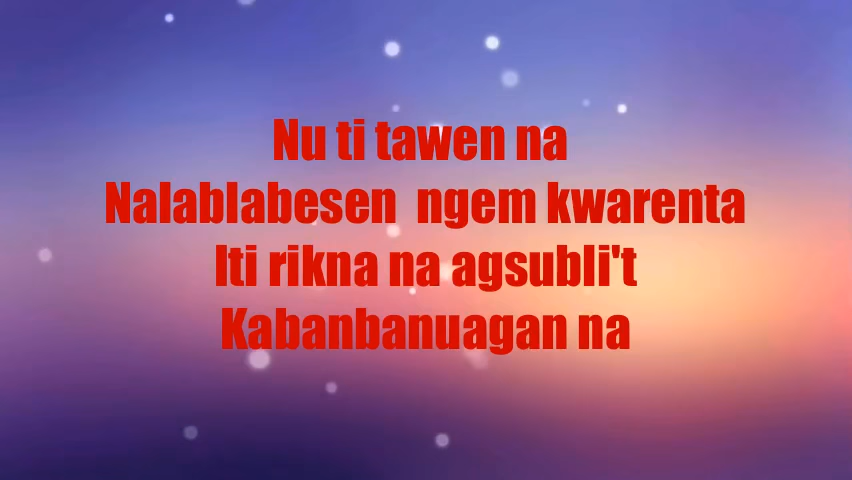 Nu ti tawen na
Nalablabesen ngem kwarenta
Iti rikna na agsubli't
Kabanbanuagan na